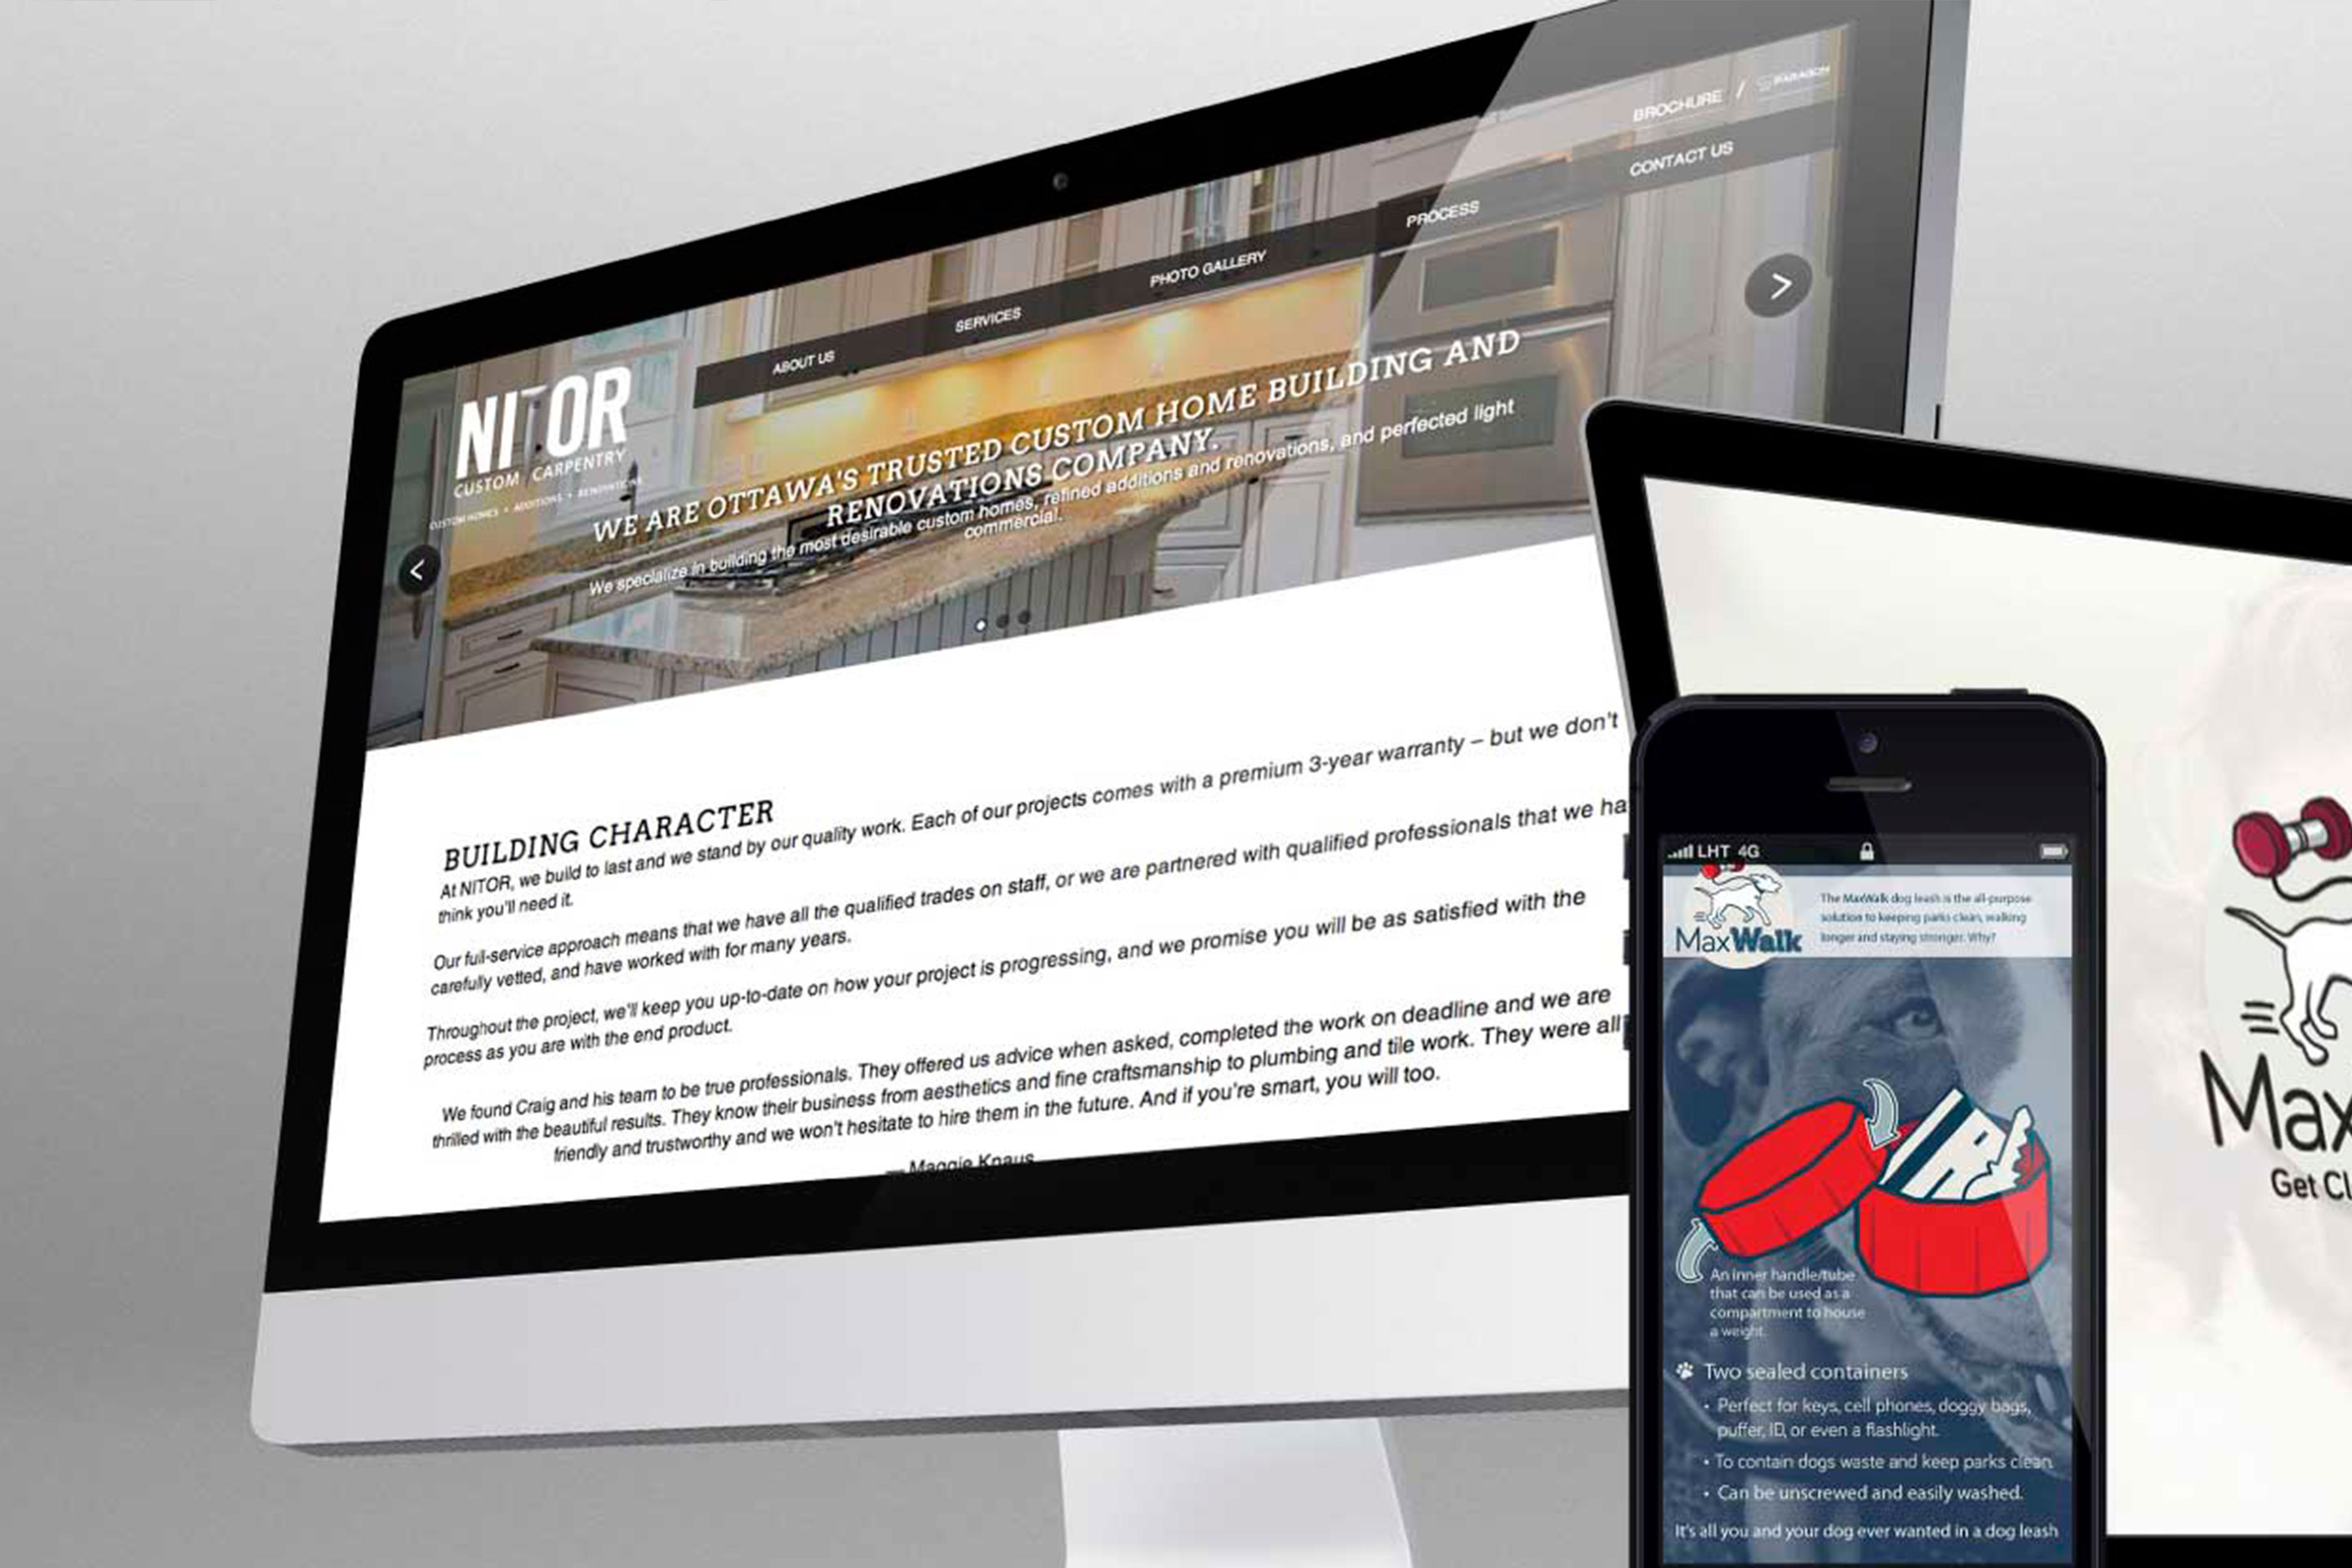 BROCHURE / PARAGON
ABOUT US
SERVICES
PHOTO GALLERY
PROCESS
CONTACT US
NITOR
CUSTOM CARPENTRY
CUSTOM HOMES • ADDITIONS • RENOVATIONS
WE ARE OTTAWA'S TRUSTED CUSTOM HOME BUILDING AND
RENOVATIONS COMPANY.
We specialize in building the most desirable custom homes, refined additions and renovations, and perfected light
commercial.
<
>
BUILDING CHARACTER
At NITOR, we build to last and we stand by our quality work. Each of our projects comes with a premium 3-year warranty – but we don't
think you'll need it.
Our full-service approach means that we have all the qualified trades on staff, or we are partnered with qualified professionals that we ha
carefully vetted, and have worked with for many years.
Throughout the project, we'll keep you up-to-date on how your project is progressing, and we promise you will be as satisfied with the
process as you are with the end product.
We found Craig and his team to be true professionals. They offered us advice when asked, completed the work on deadline and we are
thrilled with the beautiful results. They know their business from aesthetics and fine craftsmanship to plumbing and tile work. They were all
friendly and trustworthy and we won't hesitate to hire them in the future. And if you're smart, you will too.
— Maggie Knaus
LHT 4G
MaxWalk
The MaxWalk dog leash is the all-purpose
solution to keeping parks clean, walking
longer and staying stronger. Why?
An inner handle/tube
that can be used as a
compartment to house
a weight.
Two sealed containers
• Perfect for keys, cell phones, doggy bags,
puffer, ID, or even a flashlight.
• To contain dogs waste and keep parks clean.
• Can be unscrewed and easily washed.
It's all you and your dog ever wanted in a dog leash
Max
Get Cl